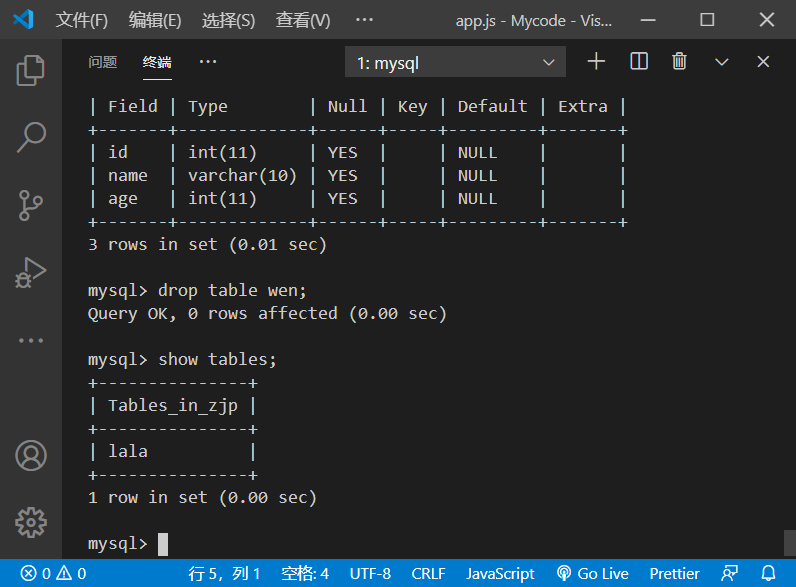 文件(F) 编辑(E) 选择(S) 查看(V) ··· app.js - Mycode - Vis...
问题 终端 ··· 1: mysql
| Field | Type        | Null | Key | Default | Extra |
+-------+-------------+------+-----+---------+-------+
| id    | int(11)     | YES  |     | NULL    |       |
| name  | varchar(10) | YES  |     | NULL    |       |
| age   | int(11)     | YES  |     | NULL    |       |
+-------+-------------+------+-----+---------+-------+
3 rows in set (0.01 sec)
mysql> drop table wen;
Query OK, 0 rows affected (0.00 sec)
mysql> show tables;
+---------------+
| Tables_in_zjp |
+---------------+
| lala          |
+---------------+
1 row in set (0.00 sec)
mysql>
0 0 行 5，列 1 空格: 4 UTF-8 CRLF JavaScript Go Live Prettier